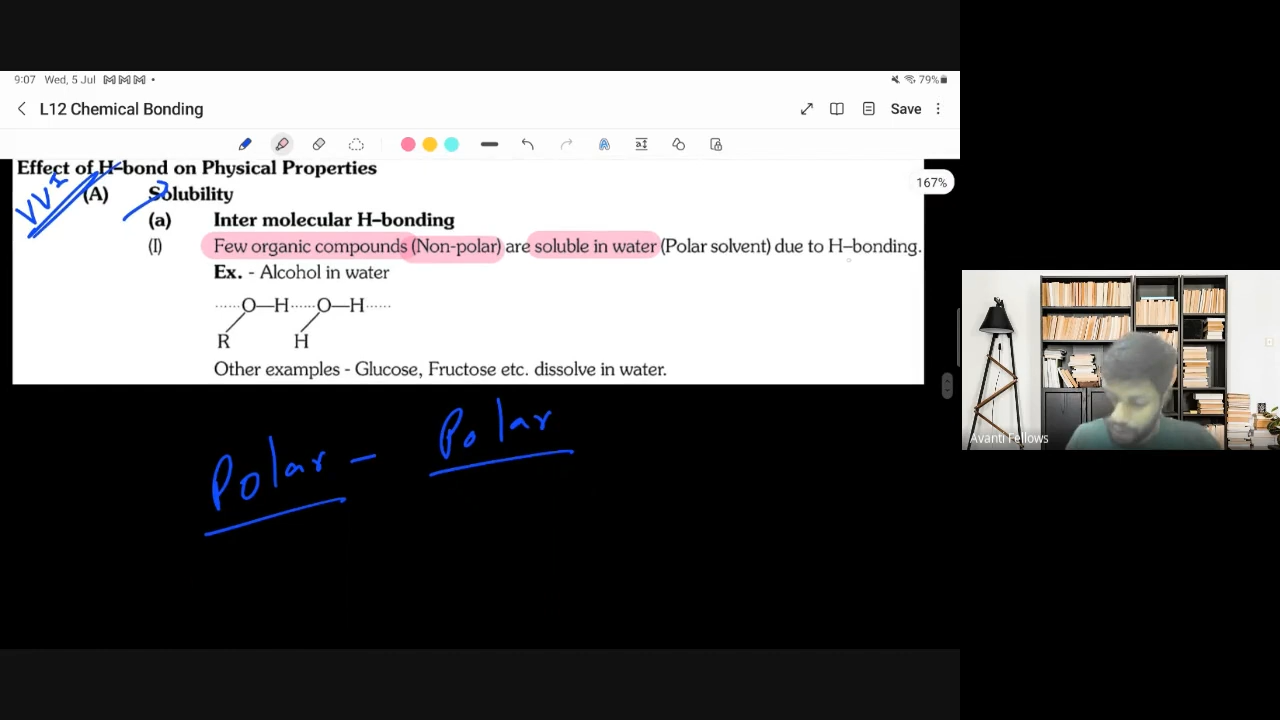 9:07 Wed, 5 Jul
79%
L12 Chemical Bonding
Save
Effect of H–bond on Physical Properties
167%
VVI
(A) Solubility
(a) Inter molecular H–bonding
(I) Few organic compounds (Non-polar) are soluble in water (Polar solvent) due to H–bonding.
Ex. - Alcohol in water
......O—H......O—H......
R H
Other examples - Glucose, Fructose etc. dissolve in water.
Polar – Polar
Avanti Fellows